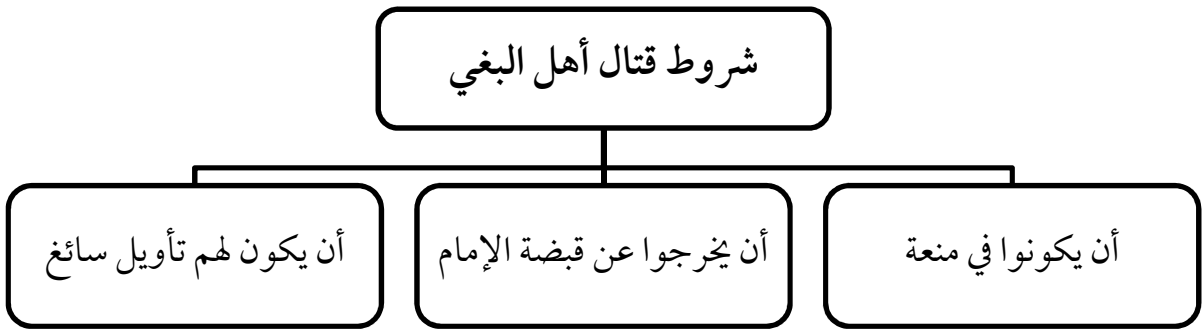 شروط قتال أهل البغي
أن يكونوا في منعة
أن يخرجوا عن قبضة الإمام
أن يكون لهم تأويل سائغ